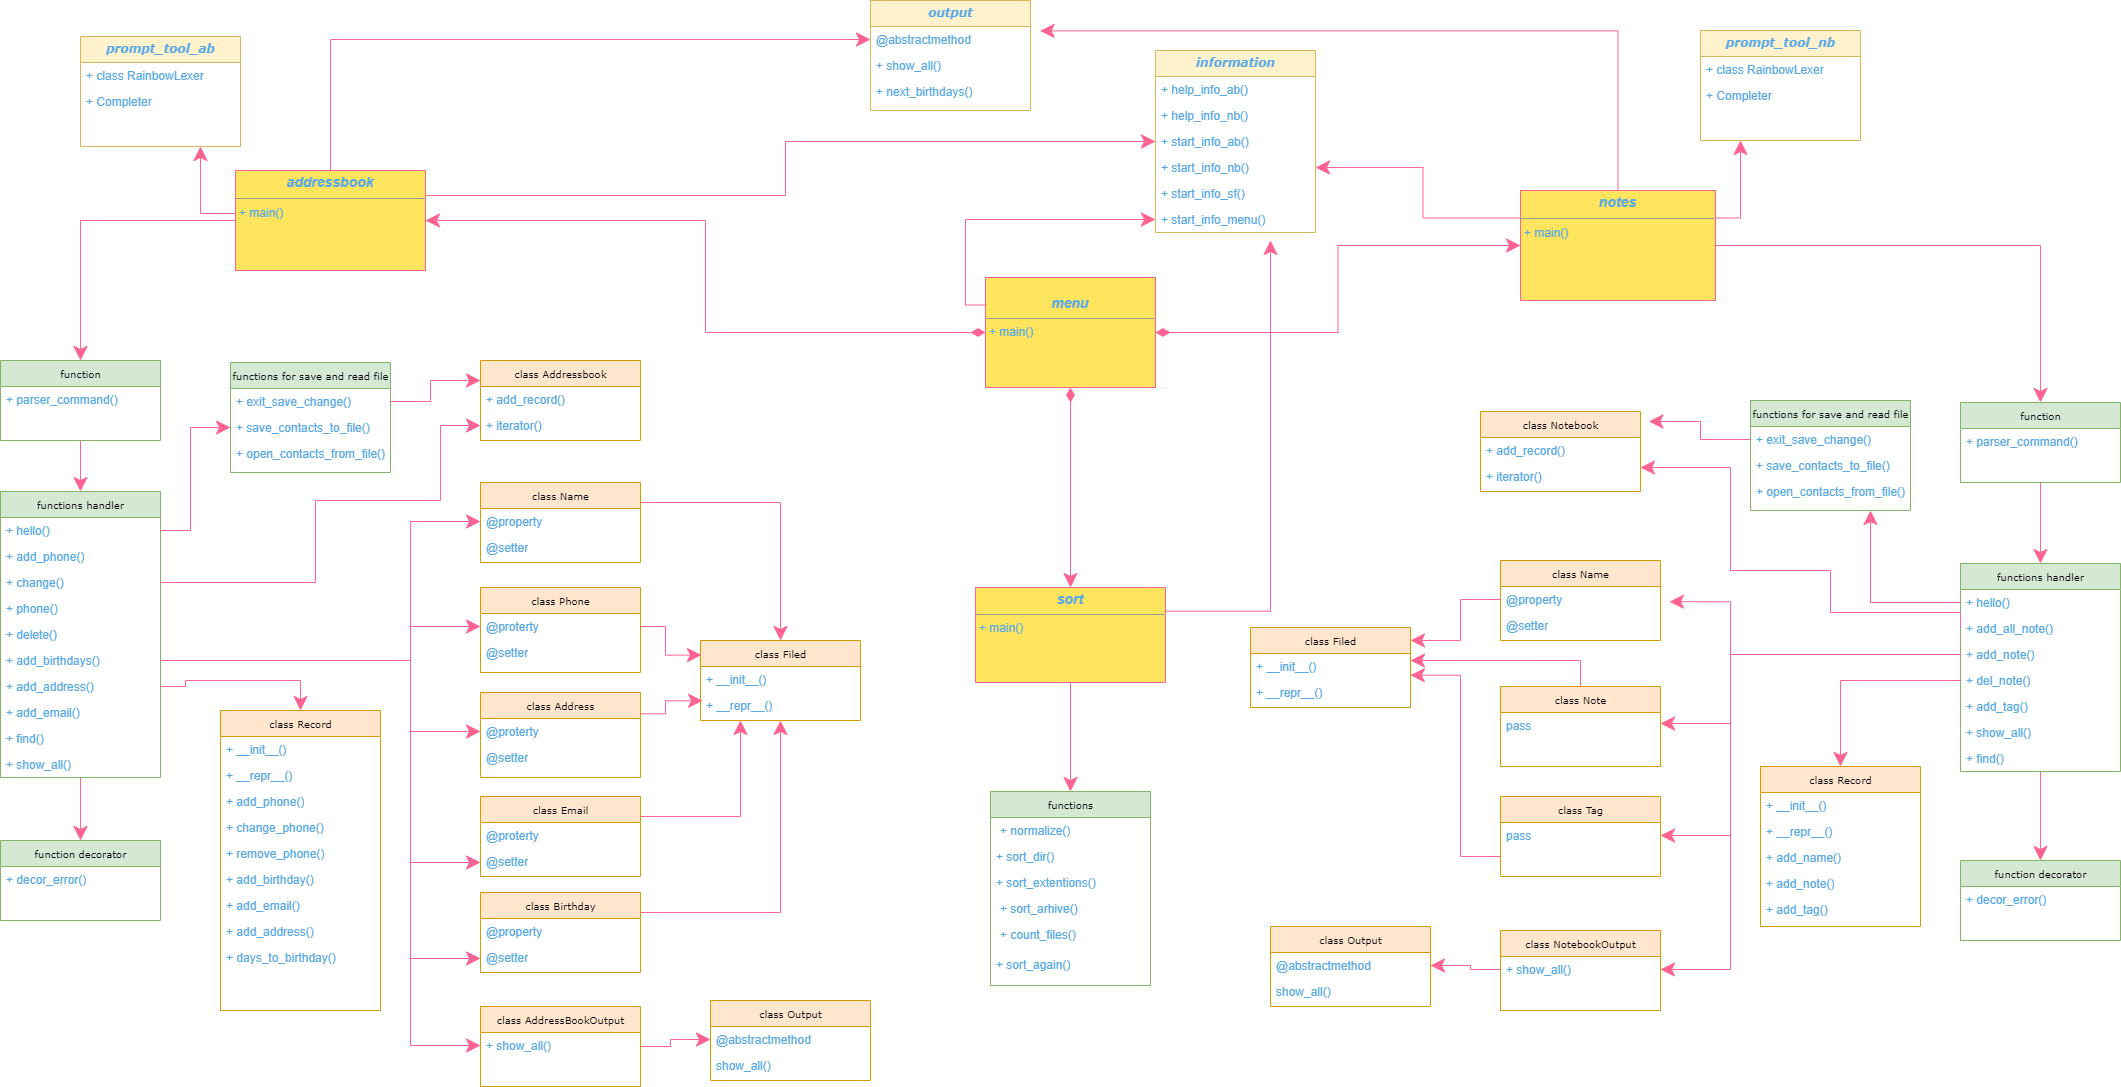 output
@abstractmethod
+ show_all()
+ next_birthdays()
prompt_tool_ab
+ class RainbowLexer
+ Completer
information
+ help_info_ab()
+ help_info_nb()
+ start_info_ab()
+ start_info_nb()
+ start_info_sf()
+ start_info_menu()
prompt_tool_nb
+ class RainbowLexer
+ Completer
addressbook
+ main()
notes
+ main()
menu
+ main()
function
+ parser_command()
functions for save and read file
+ exit_save_change()
+ save_contacts_to_file()
+ open_contacts_from_file()
class Addressbook
+ add_record()
+ iterator()
functions handler
+ hello()
+ add_phone()
+ change()
+ phone()
+ delete()
+ add_birthdays()
+ add_address()
+ add_email()
+ find()
+ show_all()
function decorator
+ decor_error()
class Record
+ __init__()
+ __repr__()
+ add_phone()
+ change_phone()
+ remove_phone()
+ add_birthday()
+ add_email()
+ add_address()
+ days_to_birthday()
class Name
@property
@setter
class Phone
@proterty
@setter
class Address
@proterty
@setter
class Email
@proterty
@setter
class Birthday
@property
@setter
class AddressBookOutput
+ show_all()
class Filed
+ __init__()
+ __repr__()
class Output
@abstractmethod
show_all()
sort
+ main()
functions
+ normalize()
+ sort_dir()
+ sort_extentions()
+ sort_arhive()
+ count_files()
+ sort_again()
class Notebook
+ add_record()
+ iterator()
functions for save and read file
+ exit_save_change()
+ save_contacts_to_file()
+ open_contacts_from_file()
function
+ parser_command()
functions handler
+ hello()
+ add_all_note()
+ add_note()
+ del_note()
+ add_tag()
+ show_all()
+ find()
class Name
@property
@setter
class Filed
+ __init__()
+ __repr__()
class Note
pass
class Tag
pass
class Record
+ __init__()
+ __repr__()
+ add_name()
+ add_note()
+ add_tag()
function decorator
+ decor_error()
class Output
@abstractmethod
show_all()
class NotebookOutput
+ show_all()